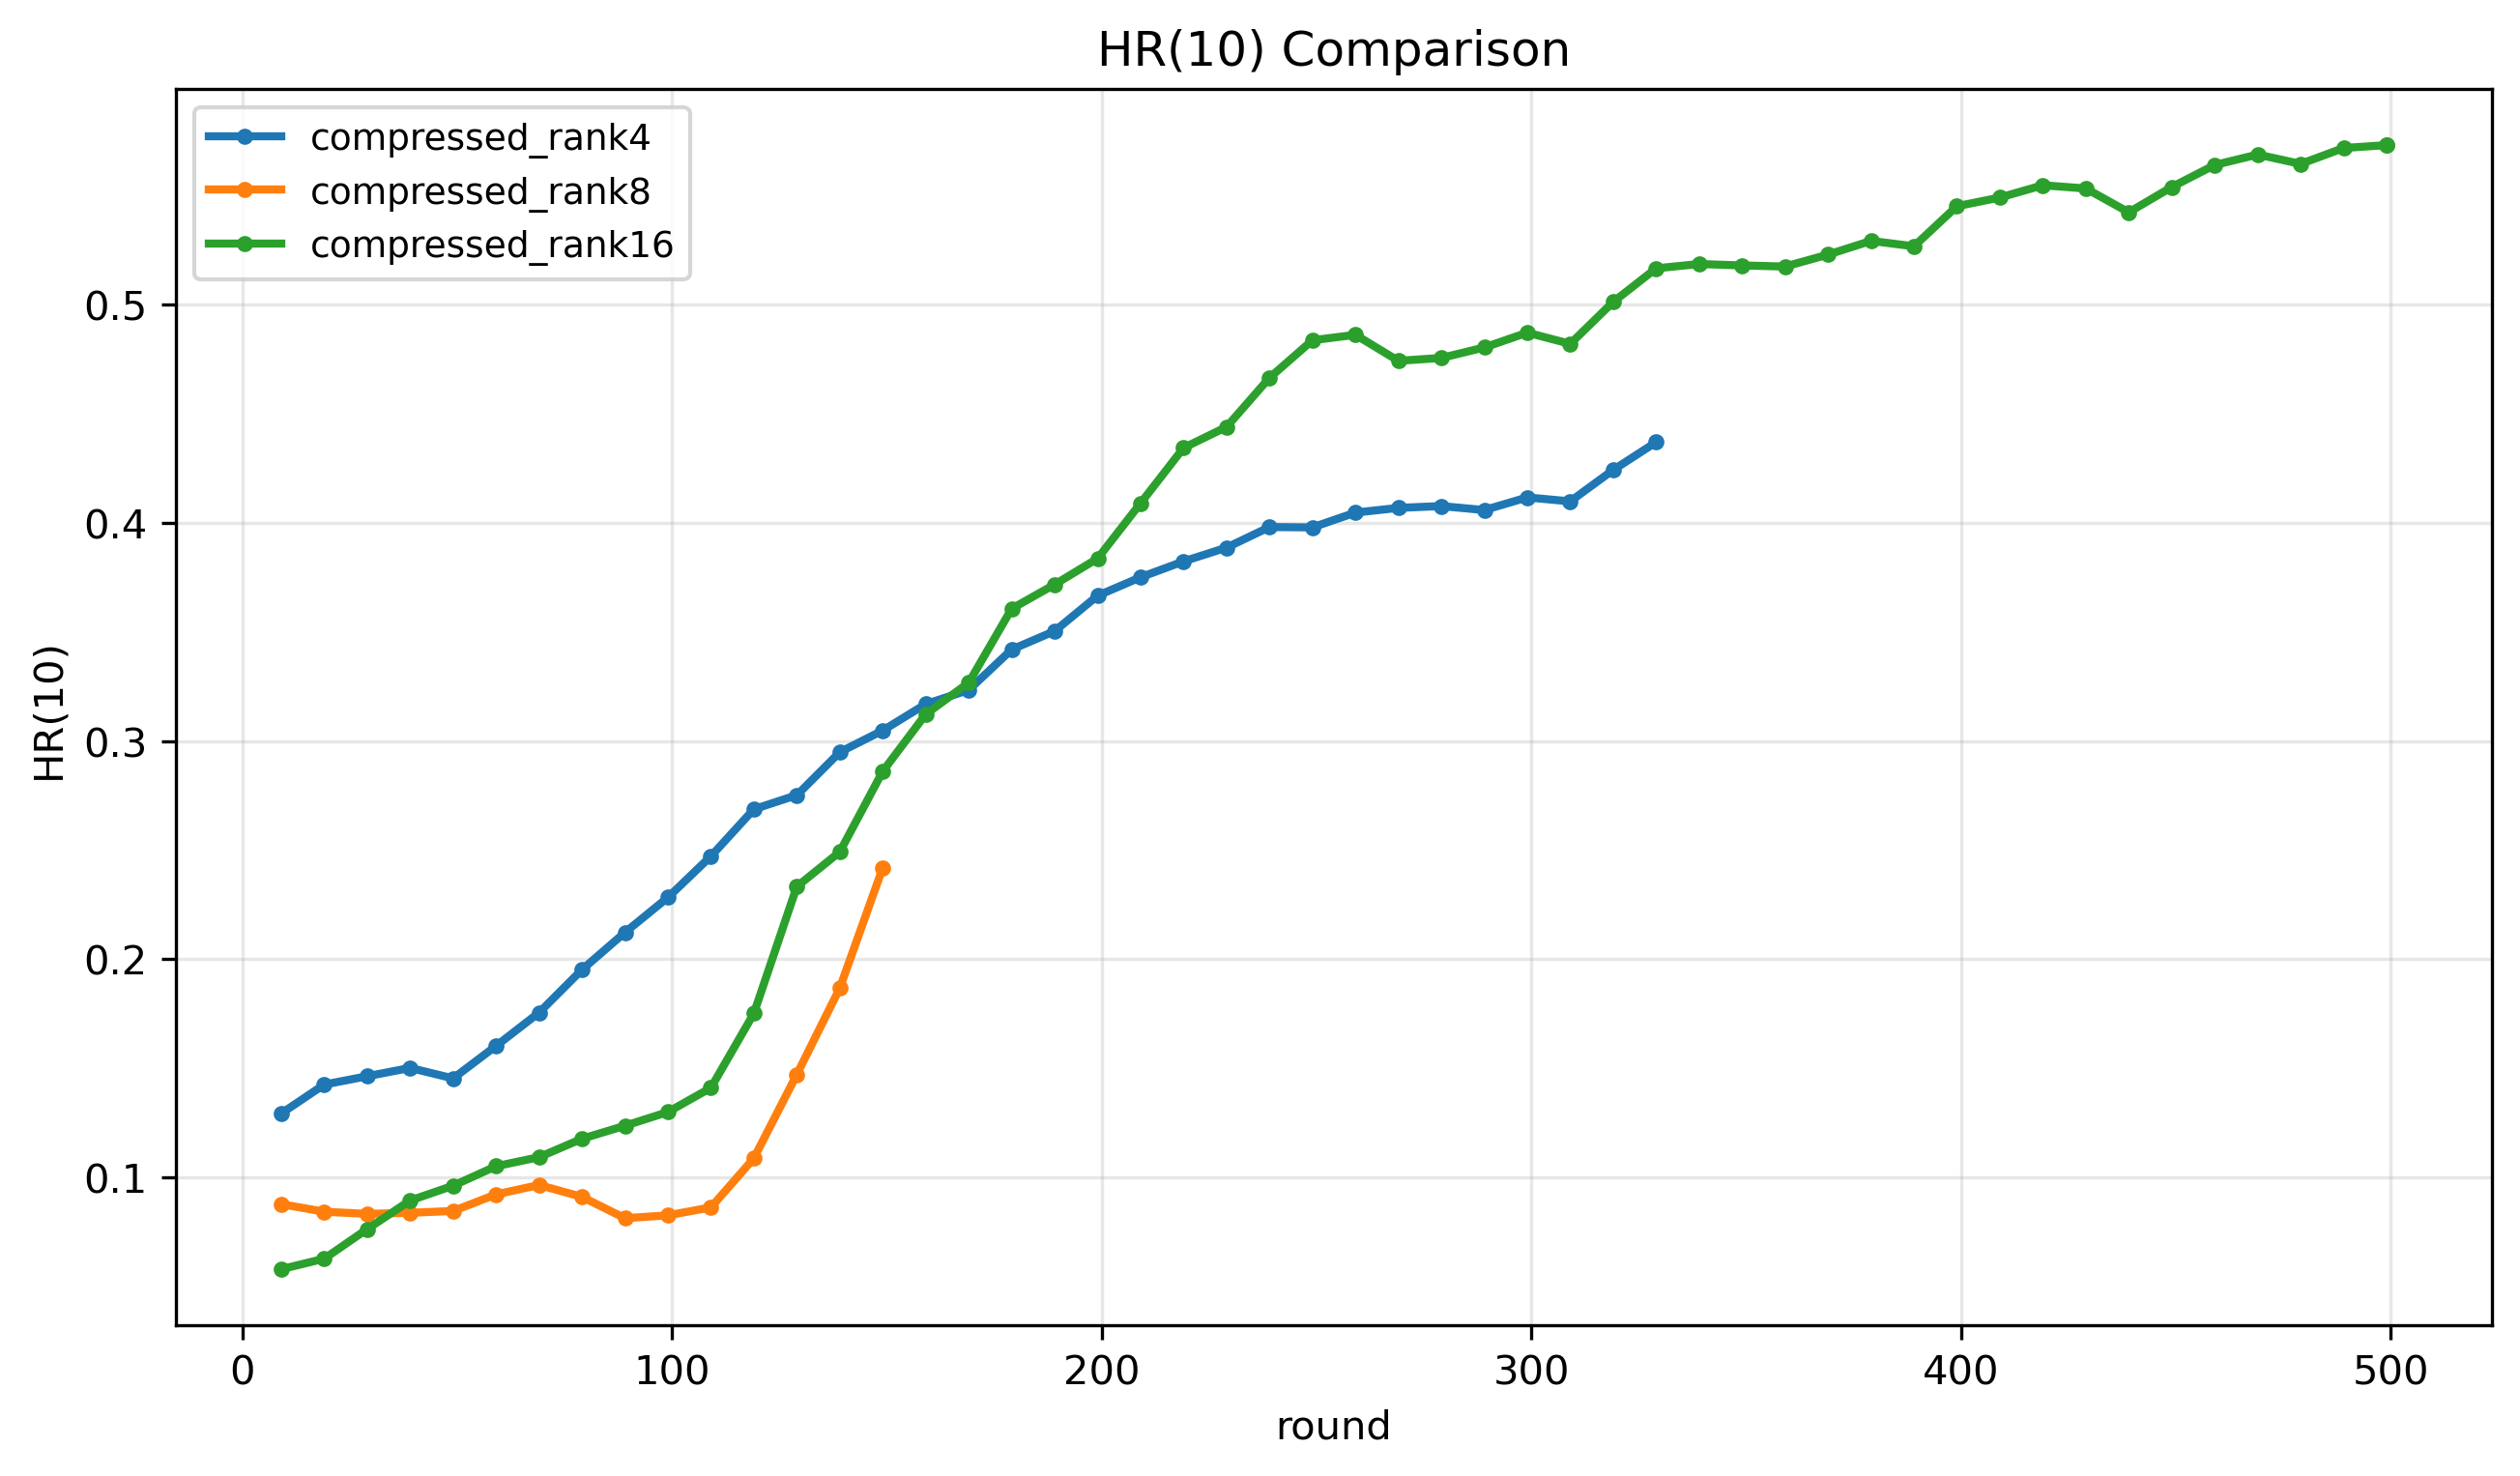 HR(10) Comparison
compressed_rank4
compressed_rank8
compressed_rank16
HR(10)
0.5
0.4
0.3
0.2
0.1
0 100 200 300 400 500
round